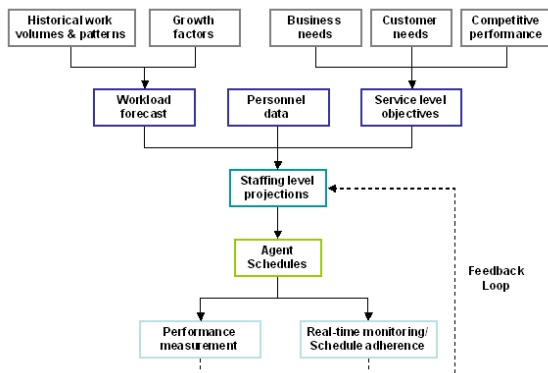 Historical work
volumes & patterns
Growth
factors
Business
needs
Customer
needs
Competitive
performance
Workload
forecast
Personnel
data
Service level
objectives
Staffing level
projections
Agent
Schedules
Feedback
Loop
Performance
measurement
Real-time monitoring/
Schedule adherence